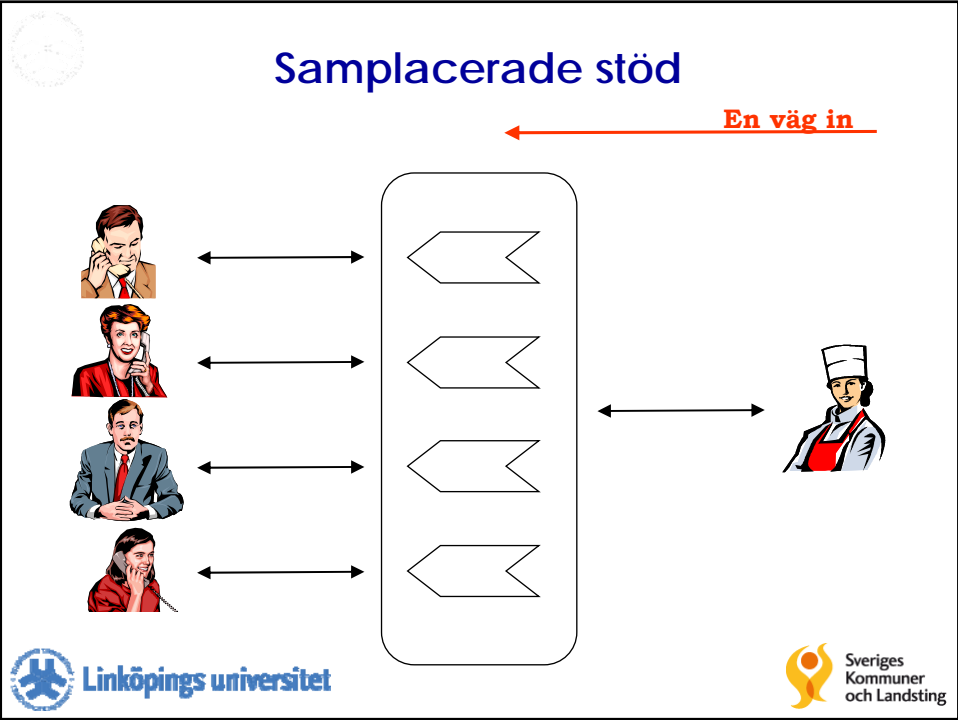 Samplacerade stöd
En väg in
Linköpings universitet
Sveriges
Kommuner
och Landsting